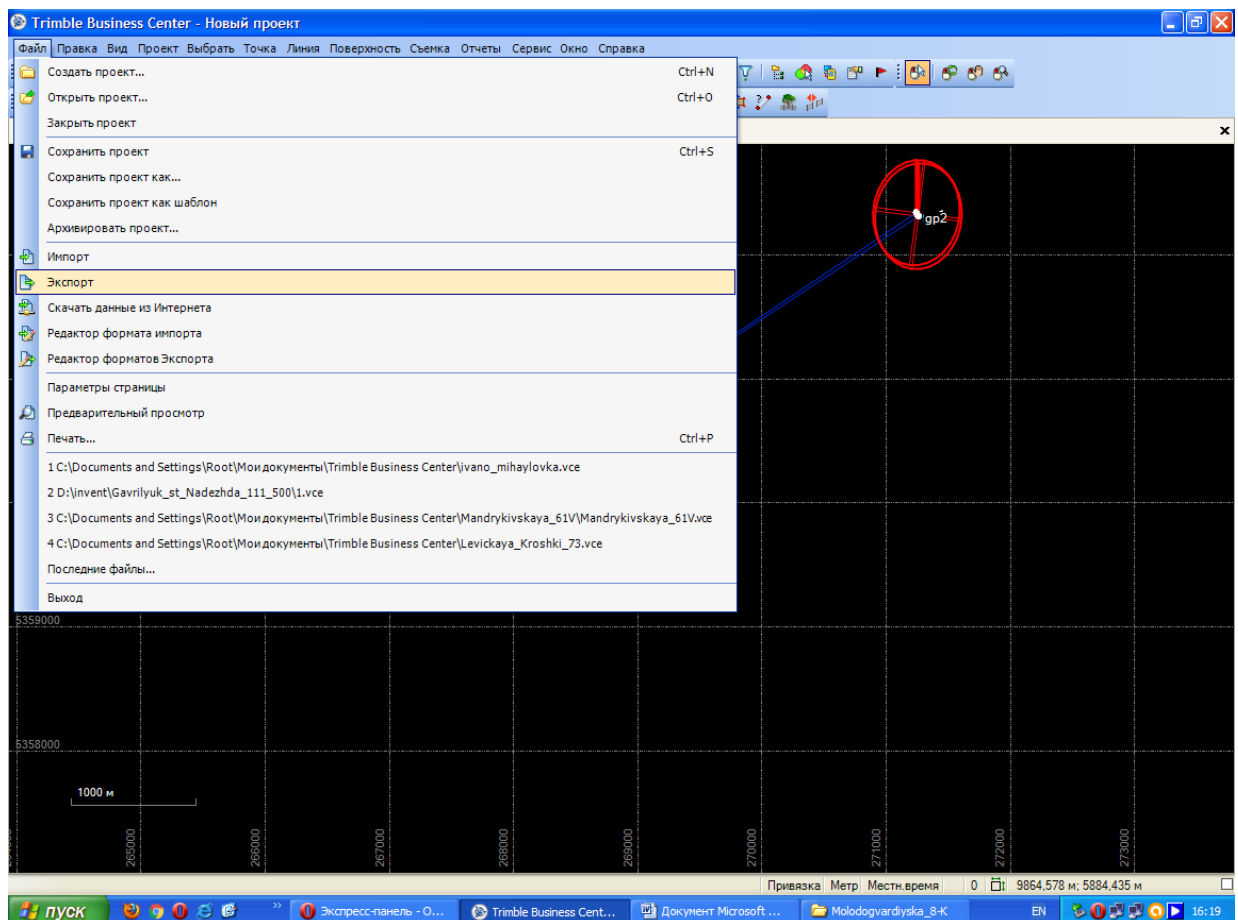 Trimble Business Center - Новый проект
Файл Правка Вид Проект Выбрать Точка Линия Поверхность Съемка Отчеты Сервис Окно Справка
Создать проект... Ctrl+N
Открыть проект... Ctrl+O
Закрыть проект
Сохранить проект Ctrl+S
Сохранить проект как...
Сохранить проект как шаблон
Архивировать проект...
Импорт
Экспорт
Скачать данные из Интернета
Редактор формата импорта
Редактор форматов Экспорта
Параметры страницы
Предварительный просмотр
Печать... Ctrl+P
1 C:\Documents and Settings\Root\Мои документы\Trimble Business Center\ivano_mihaylovka.vce
2 D:\invent\Gavrilyuk_st_Nadezhda_111_500\1.vce
3 C:\Documents and Settings\Root\Мои документы\Trimble Business Center\Mandrykivskaya_61V\Mandrykivskaya_61V.vce
4 C:\Documents and Settings\Root\Мои документы\Trimble Business Center\Levickaya_Kroshki_73.vce
Последние файлы...
Выход
gp2
5359000
5358000
1000 м
265000 266000 267000 268000 269000 270000 271000 272000 273000
Привязка Метр Местн.время 0 9864,578 м; 5884,435 м
пуск Экспресс-панель - O... Trimble Business Cent... Документ Microsoft ... Molodogvardiyska_8-K EN 16:19